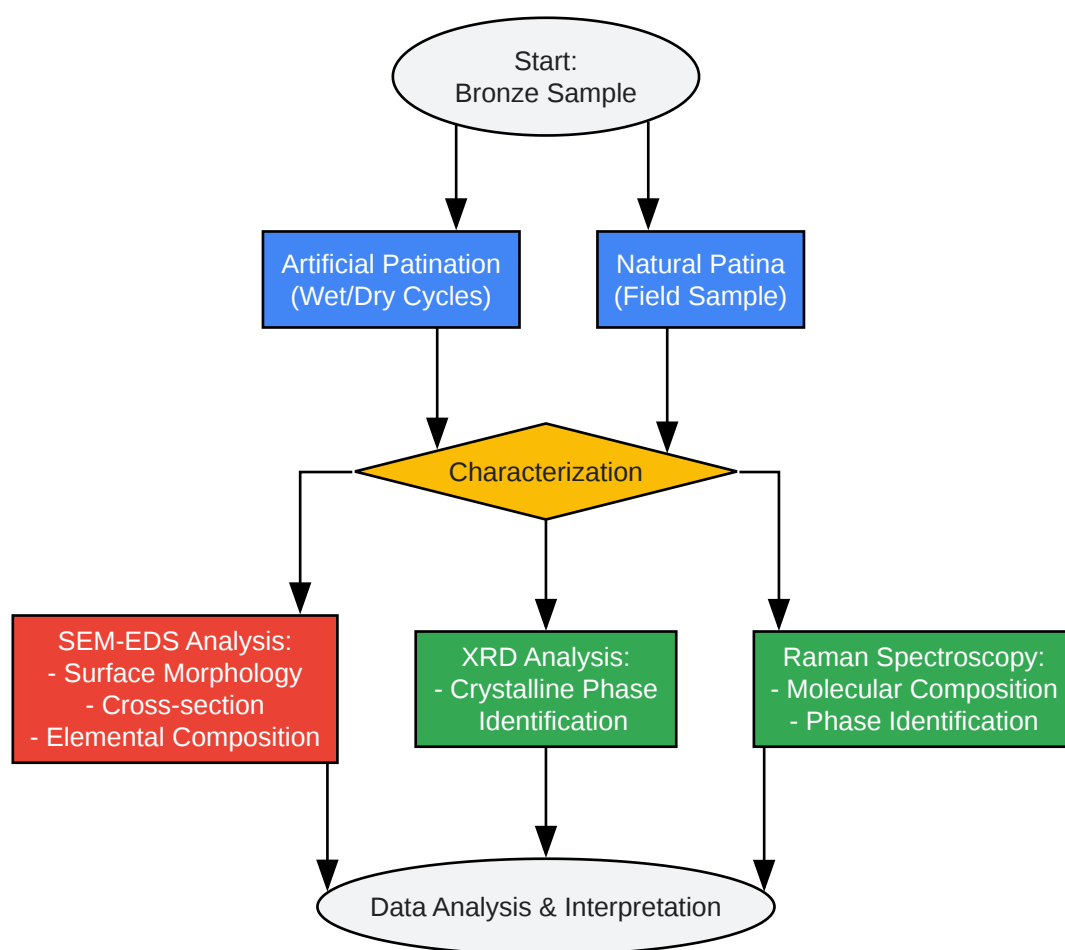 Start:
Bronze Sample
Artificial Patination
(Wet/Dry Cycles)
Natural Patina
(Field Sample)
Characterization
SEM-EDS Analysis:
- Surface Morphology
- Cross-section
- Elemental Composition
XRD Analysis:
- Crystalline Phase
Identification
Raman Spectroscopy:
- Molecular Composition
- Phase Identification
Data Analysis & Interpretation